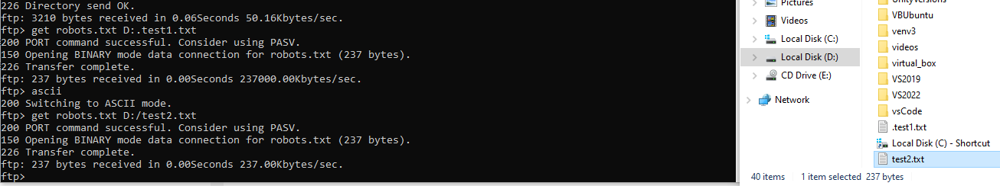 226 Directory send OK.
ftp: 3210 bytes received in 0.06Seconds 50.16Kbytes/sec.
ftp> get robots.txt D:.test1.txt
200 PORT command successful. Consider using PASV.
150 Opening BINARY mode data connection for robots.txt (237 bytes).
226 Transfer complete.
ftp: 237 bytes received in 0.00Seconds 237000.00Kbytes/sec.
ftp> ascii
200 Switching to ASCII mode.
ftp> get robots.txt D:/test2.txt
200 PORT command successful. Consider using PASV.
150 Opening BINARY mode data connection for robots.txt (237 bytes).
226 Transfer complete.
ftp: 237 bytes received in 0.00Seconds 237.00Kbytes/sec.
ftp>
Pictures
Videos
Local Disk (C:)
Local Disk (D:)
CD Drive (E:)
Network
UnityVersions
VBUbuntu
venv3
videos
virtual_box
VS2019
VS2022
vsCode
.test1.txt
Local Disk (C) - Shortcut
test2.txt
40 items 1 item selected 237 bytes